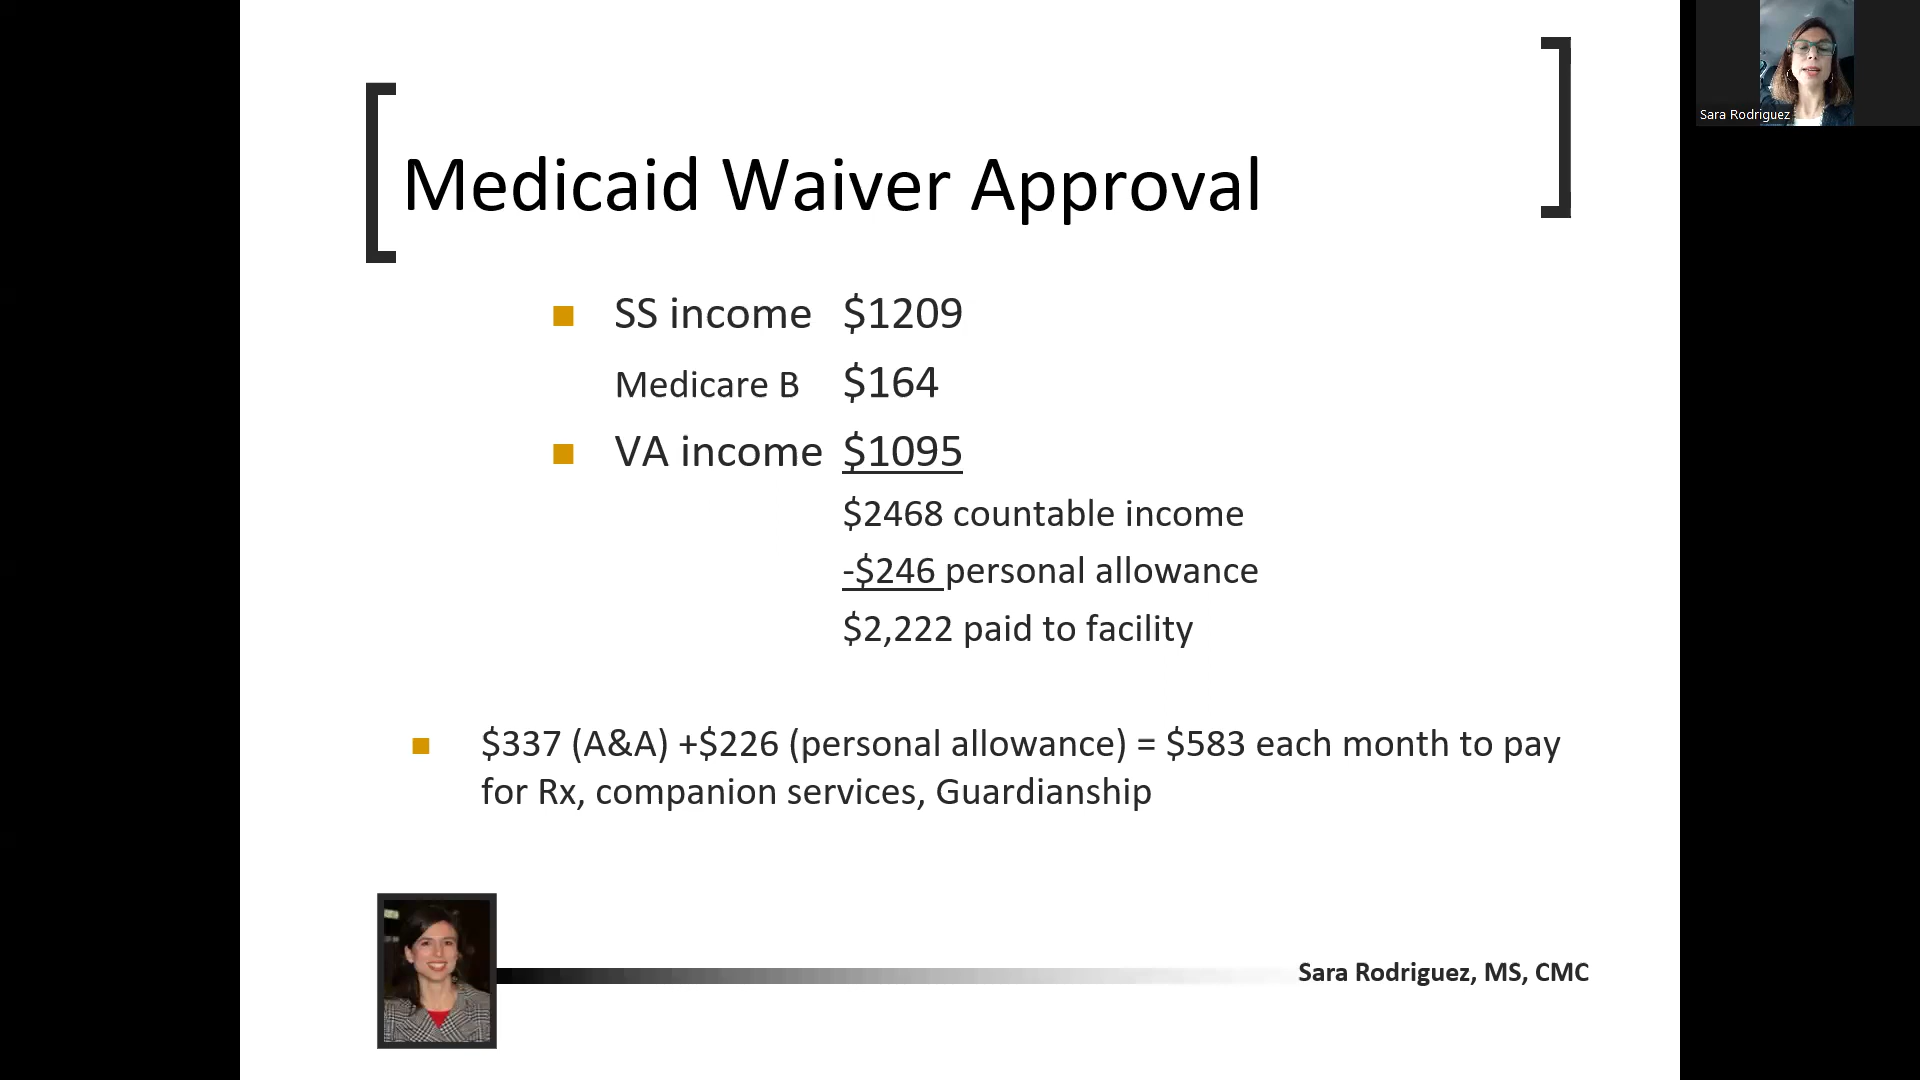 Sara Rodriguez
Medicaid Waiver Approval
SS income $1209
Medicare B $164
VA income $1095
$2468 countable income
-$246 personal allowance
$2,222 paid to facility
$337 (A&A) +$226 (personal allowance) = $583 each month to pay
for Rx, companion services, Guardianship
Sara Rodriguez, MS, CMC